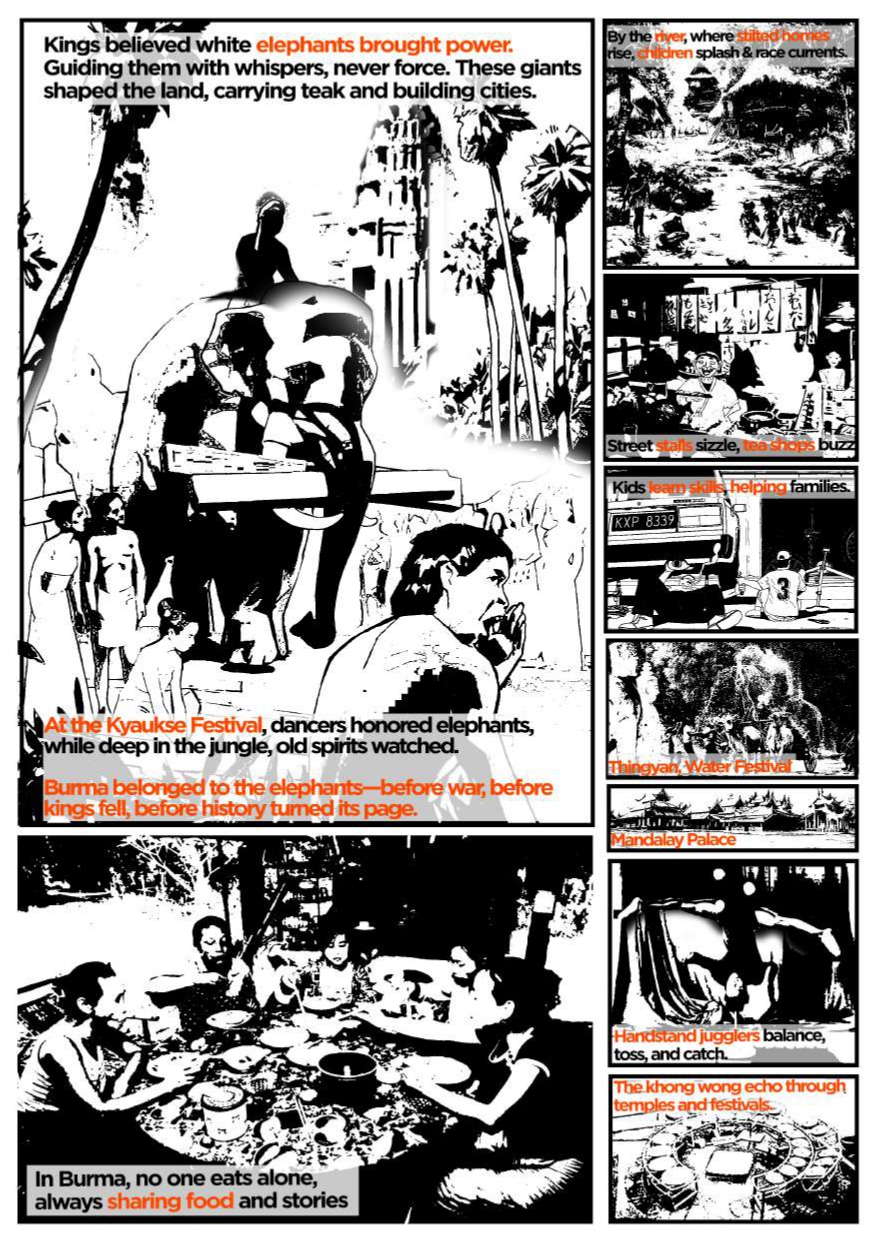 Kings believed white elephants brought power.
Guiding them with whispers, never force. These giants
shaped the land, carrying teak and building cities.
At the Kyaukse Festival, dancers honored elephants,
while deep in the jungle, old spirits watched.
Burma belonged to the elephants—before war, before
kings fell, before history turned its page.
In Burma, no one eats alone,
always sharing food and stories
By the river, where stilted homes
rise, children splash & race currents.
Street stalls sizzle, tea shops buzz
Kids learn skills, helping families.
KXP 8339
3
Thingyan, Water Festival
Mandalay Palace
Handstand jugglers balance,
toss, and catch.
The khong wong echo through
temples and festivals.